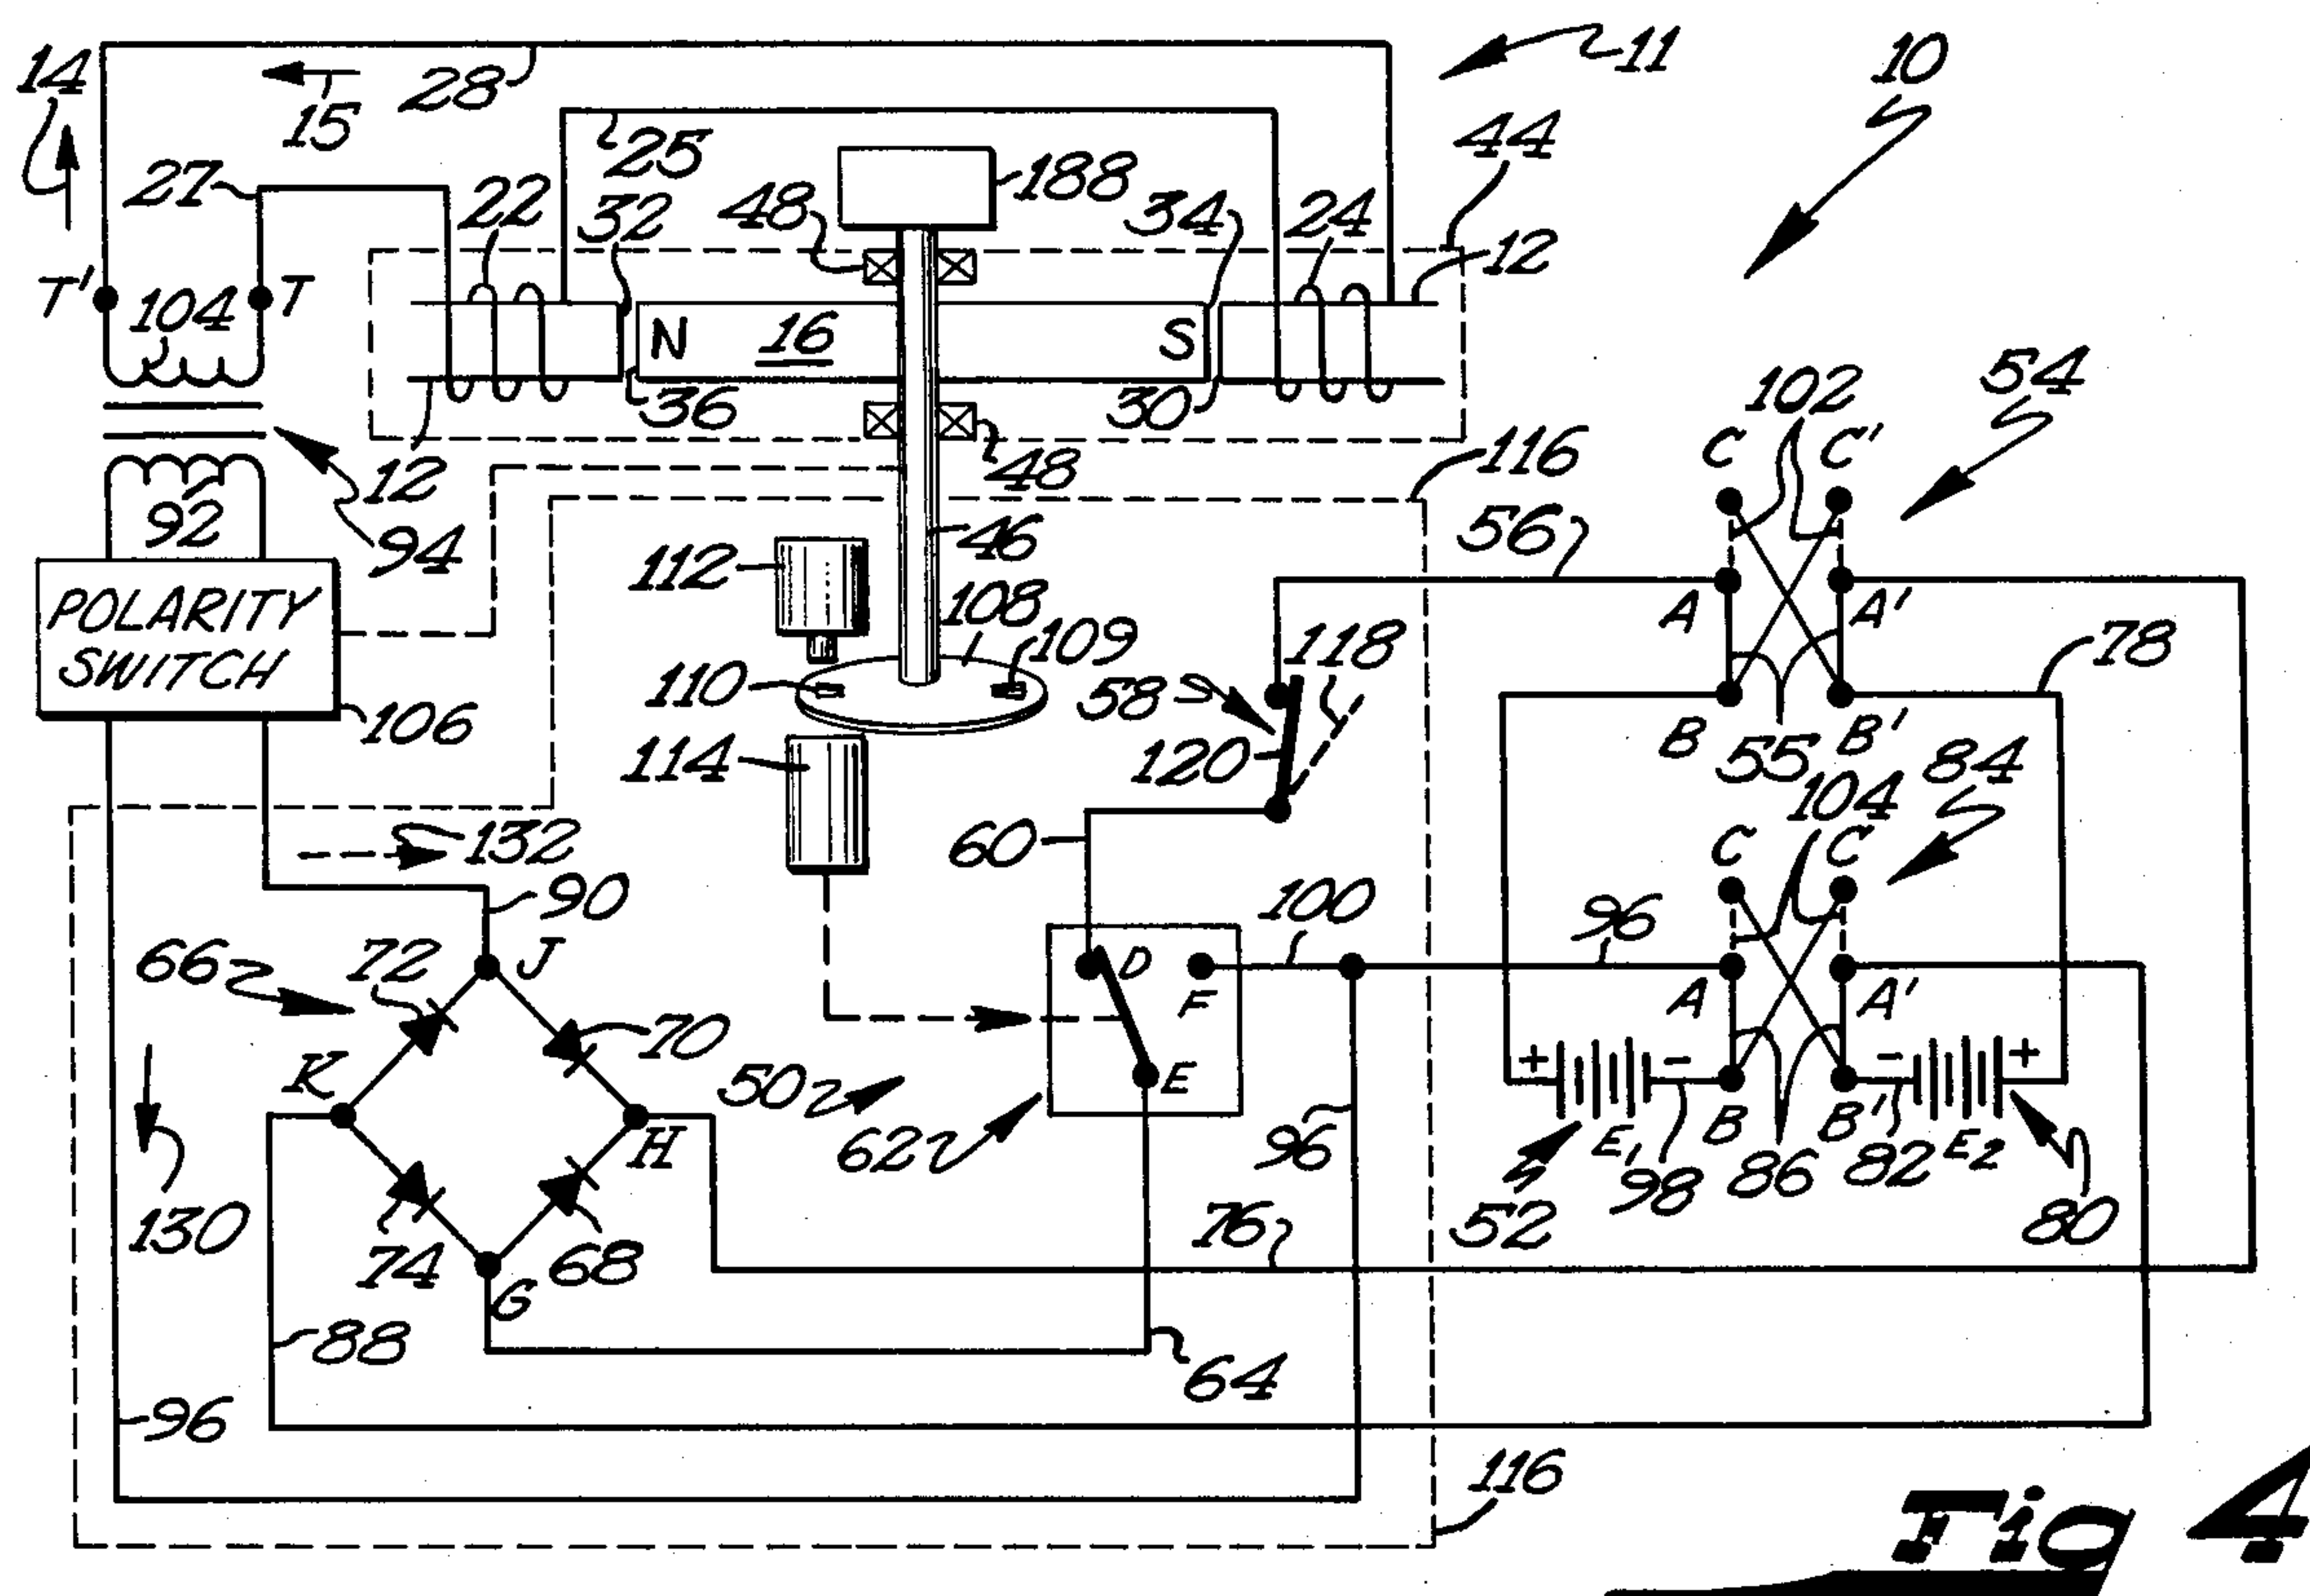 14
15
28
11
10
27
22
25
32
48
188
34
24
44
12
T'
104
T
N
16
S
36
30
12
48
116
102
54
C
C'
92
94
46
56
POLARITY
SWITCH
112
108
109
118
A
A'
78
110
58
106
114
120
B
55
B'
84
104
132
60
C
C'
90
100
96
66
72
J
D
F
A
A'
70
K
50
E
+
-
-
+
62
H
96
E1
98
B
86
B'
82
E2
80
130
74
68
76
52
G
88
64
96
116
Fig 4